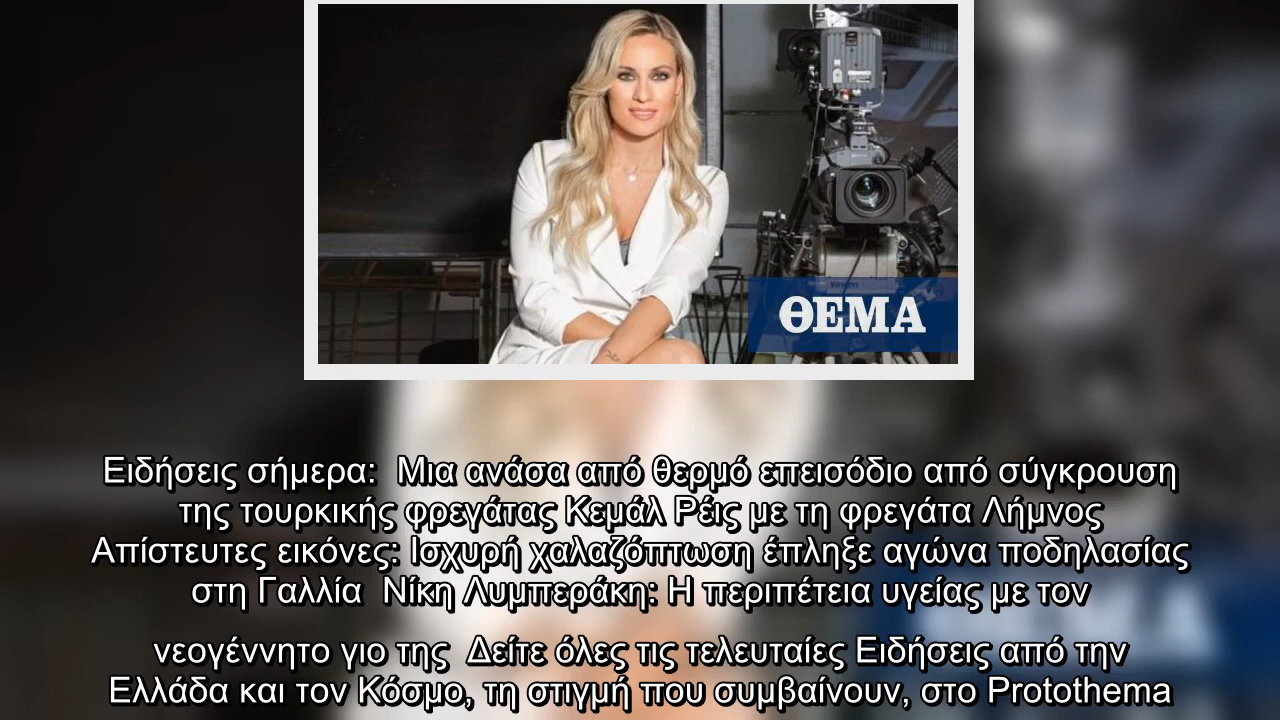 ΘΕΜΑ
Ειδήσεις σήμερα:  Μια ανάσα από θερμό επεισόδιο από σύγκρουση
της τουρκικής φρεγάτας Κεμάλ Ρέις με τη φρεγάτα Λήμνος
Απίστευτες εικόνες: Ισχυρή χαλαζόπτωση έπληξε αγώνα ποδηλασίας
στη Γαλλία  Νίκη Λυμπεράκη: Η περιπέτεια υγείας με τον
νεογέννητο γιο της  Δείτε όλες τις τελευταίες Ειδήσεις από την
Ελλάδα και τον Κόσμο, τη στιγμή που συμβαίνουν, στο Protothema